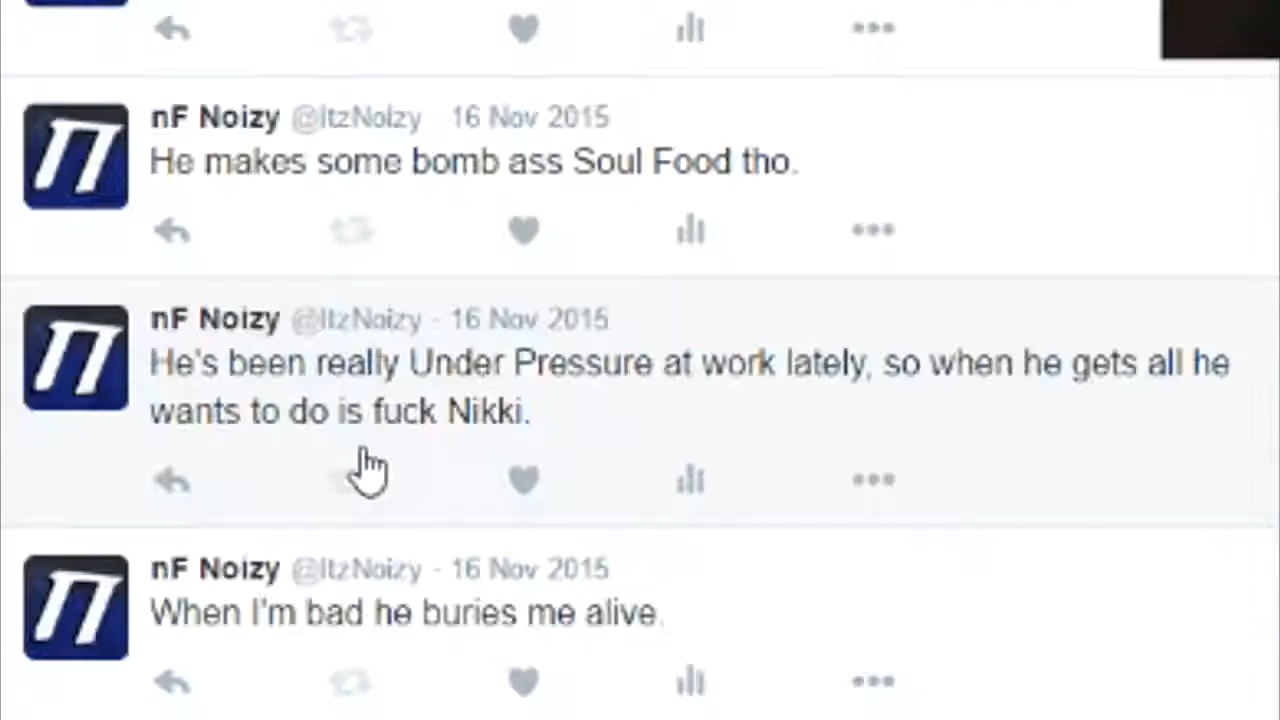 nF Noizy @ItzNoizy · 16 Nov 2015
He makes some bomb ass Soul Food tho.
nF Noizy @ItzNoizy · 16 Nov 2015
He's been really Under Pressure at work lately, so when he gets all he
wants to do is fuck Nikki.
nF Noizy @ItzNoizy · 16 Nov 2015
When I'm bad he buries me alive.